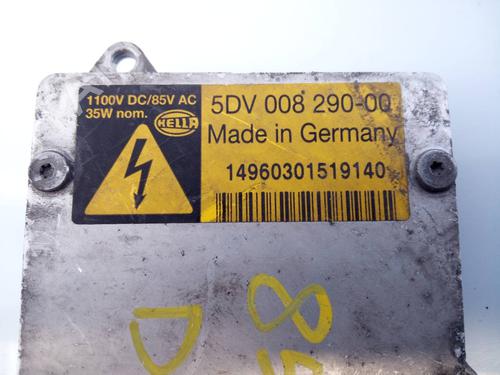 1100V DC/85V AC
35W nom.
HELLA
5DV 008 290-00
Made in Germany
14960301519140